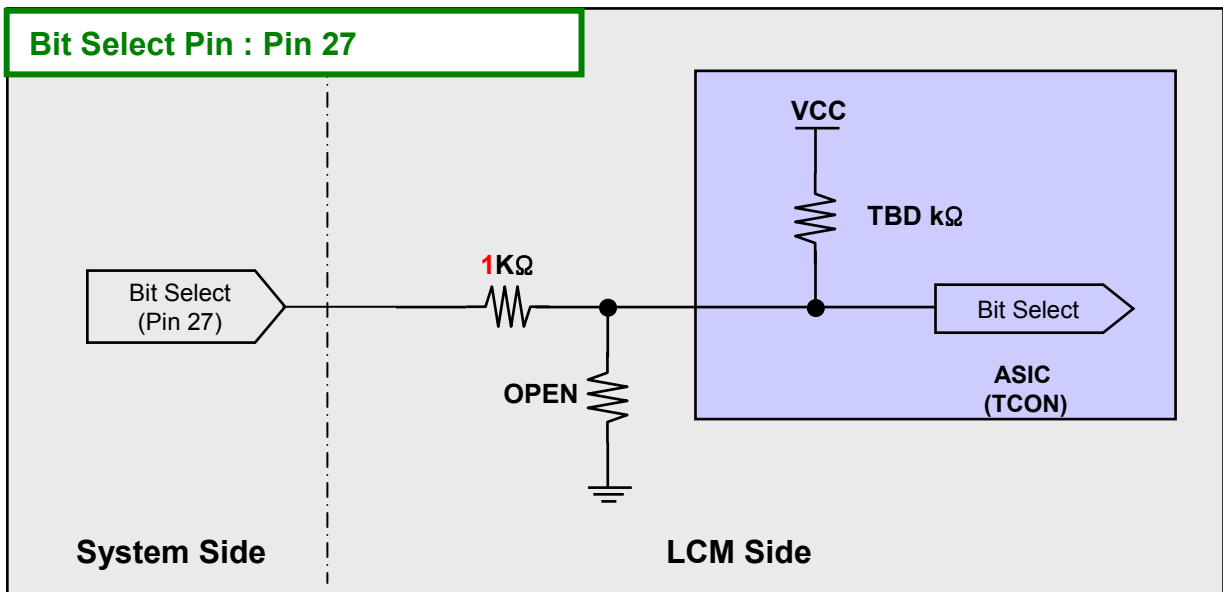 Bit Select Pin : Pin 27
VCC
TBD kΩ
1KΩ
Bit Select
(Pin 27)
Bit Select
OPEN
ASIC
(TCON)
System Side
LCM Side